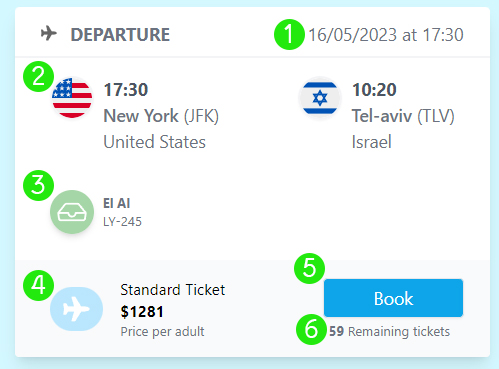 DEPARTURE
1 16/05/2023 at 17:30
2
17:30
New York (JFK)
United States
10:20
Tel-aviv (TLV)
Israel
3
El Al
LY-245
4
Standard Ticket
$1281
Price per adult
5
Book
6 59 Remaining tickets